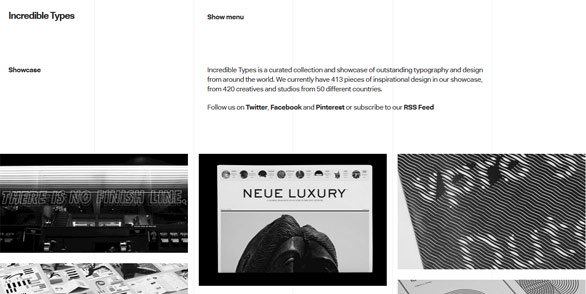 Incredible Types
Show menu
Showcase
Incredible Types is a curated collection and showcase of outstanding typography and design
from around the world. We currently have 413 pieces of inspirational design in our showcase,
from 420 creatives and studios from 50 different countries.
Follow us on Twitter, Facebook and Pinterest or subscribe to our RSS Feed
THERE IS NO FINISH LINE.
NEUE LUXURY